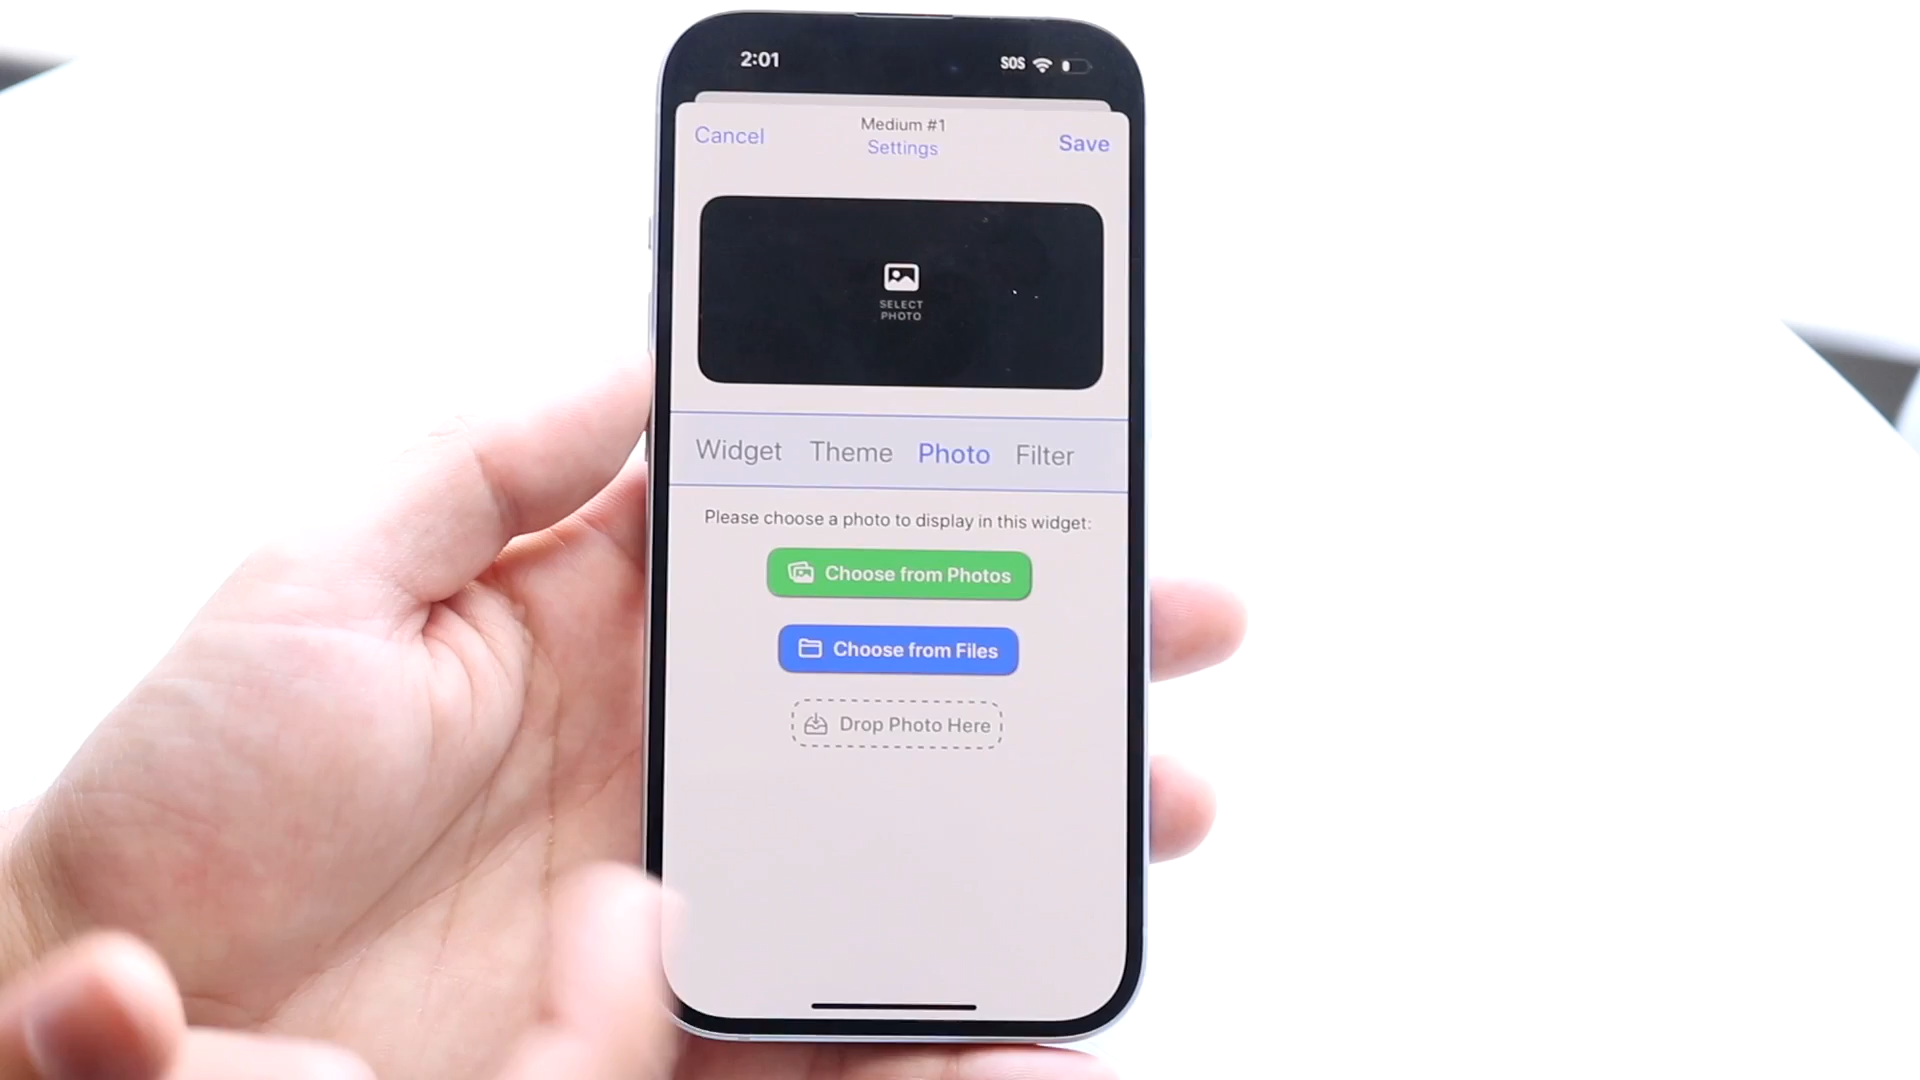 2:01
SOS
Medium #1
Cancel
Settings
Save
SELECT
PHOTO
Widget Theme Photo Filter
Please choose a photo to display in this widget:
Choose from Photos
Choose from Files
Drop Photo Here